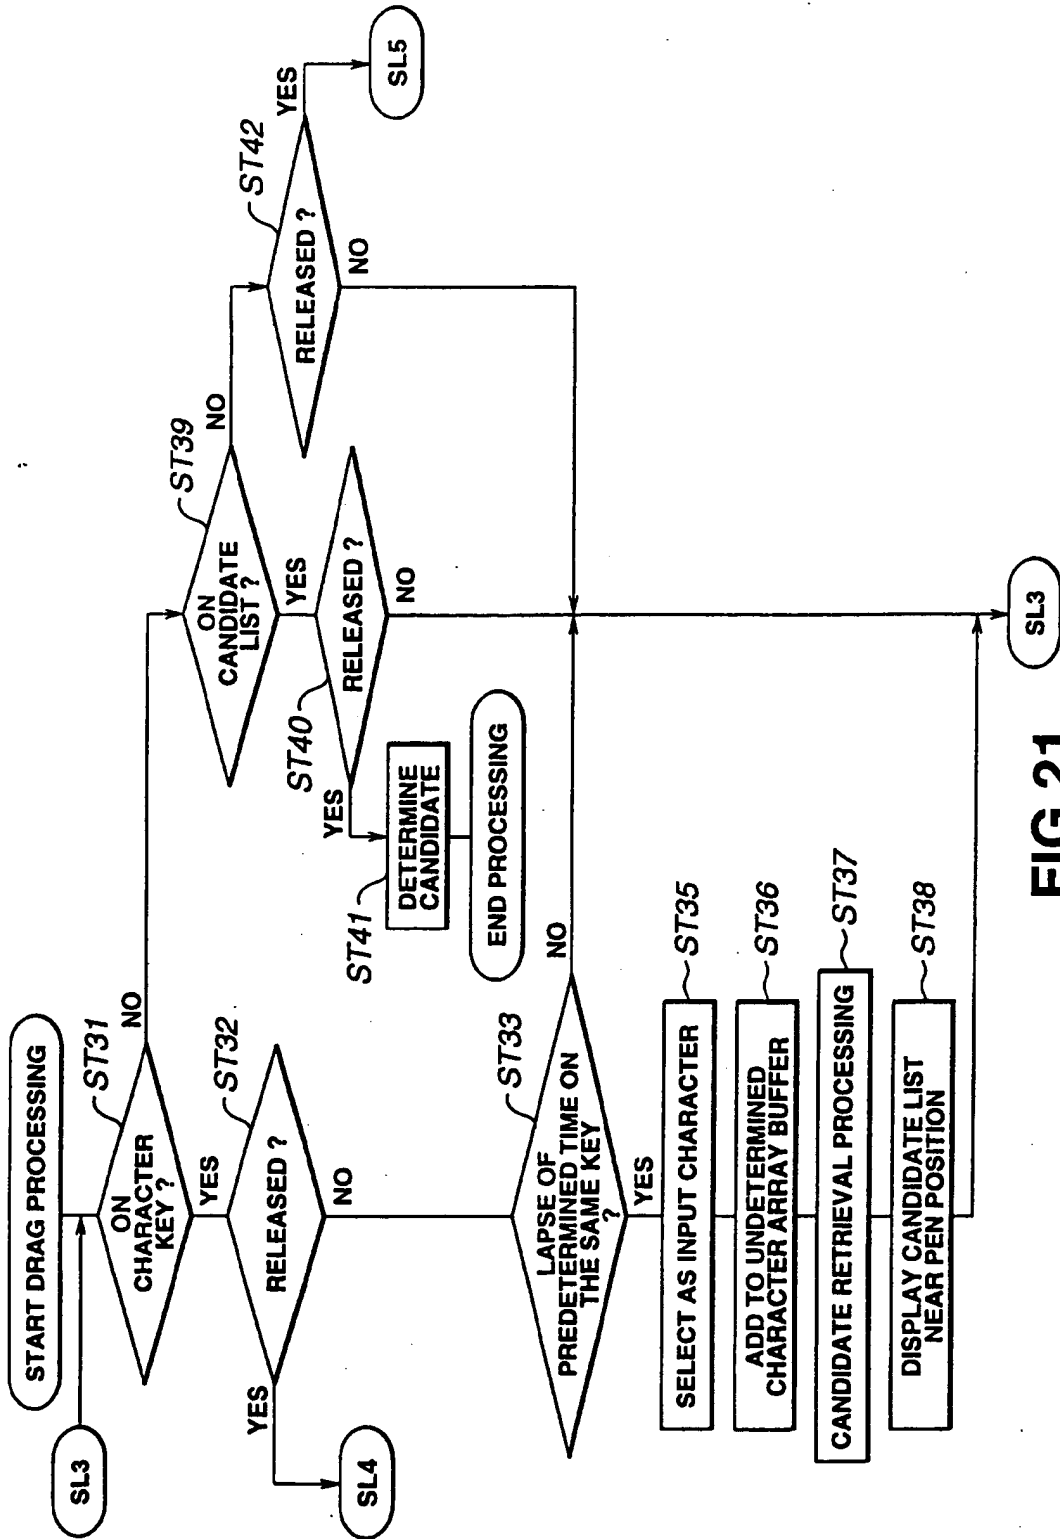 START DRAG PROCESSING
SL3
ON
CHARACTER
KEY ?
ST31
NO
YES
RELEASED ?
ST32
YES
SL4
NO
LAPSE OF
PREDETERMINED TIME ON
THE SAME KEY
?
ST33
NO
YES
SELECT AS INPUT CHARACTER
ST35
ADD TO UNDETERMINED
CHARACTER ARRAY BUFFER
ST36
CANDIDATE RETRIEVAL PROCESSING
ST37
DISPLAY CANDIDATE LIST
NEAR PEN POSITION
ST38
ON
CANDIDATE
LIST ?
ST39
NO
YES
RELEASED ?
ST40
YES
NO
DETERMINE
CANDIDATE
ST41
END PROCESSING
RELEASED ?
ST42
YES
NO
SL5
SL3
FIG.21